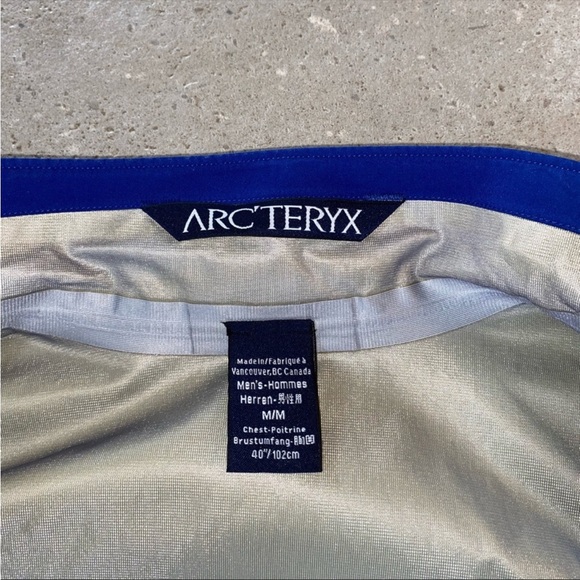 ARC'TERYX
Made in/Fabriqué à
Vancouver, BC Canada
Men's-Hommes
Herren-男性用
M/M
Chest-Poitrine
Brustumfang-胸囲
40"/102cm